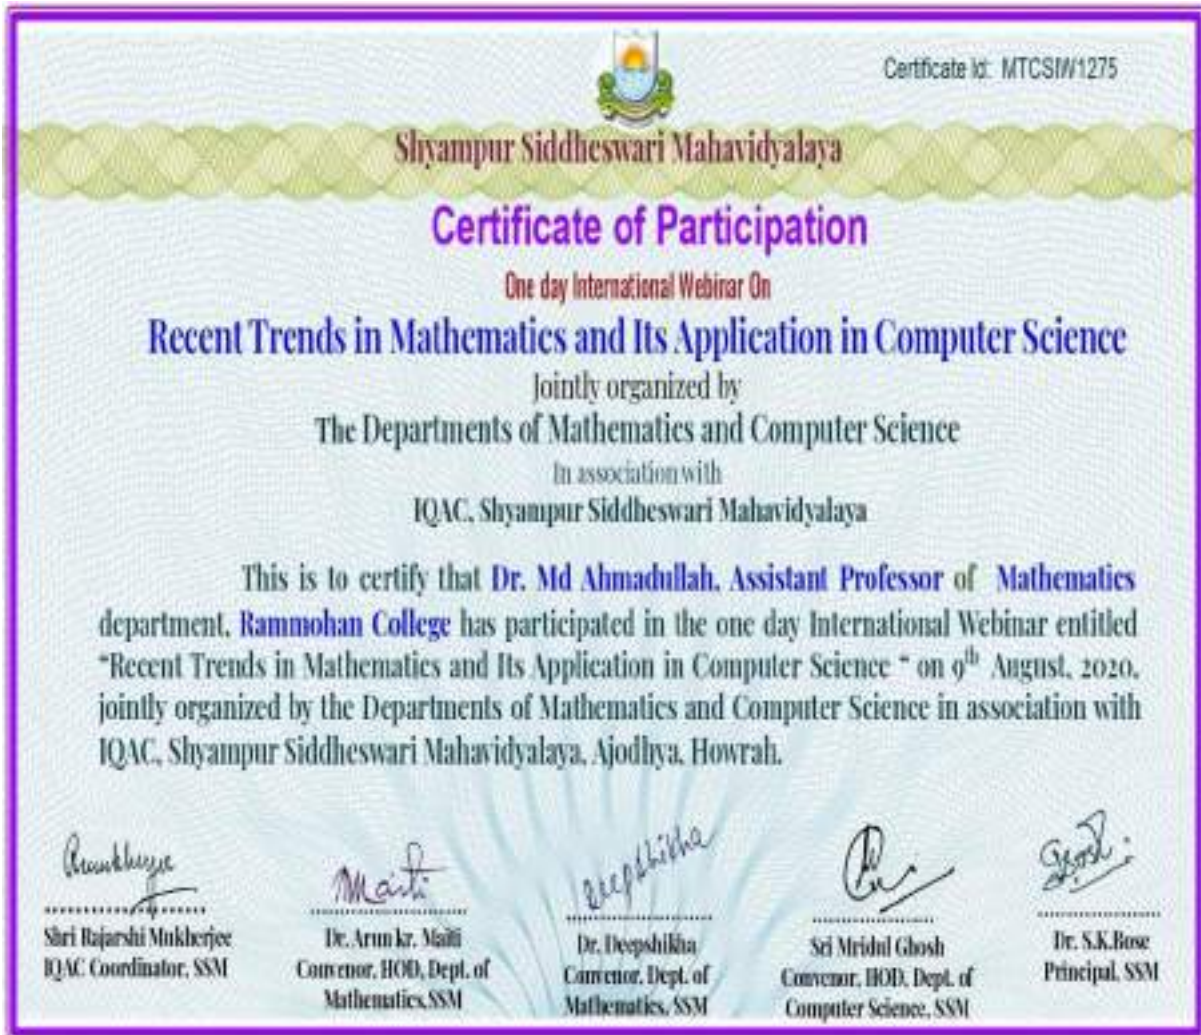 Certificate Id: MTCSIW1275
Shyampur Siddheswari Mahavidyalaya
Certificate of Participation
One day International Webinar On
Recent Trends in Mathematics and Its Application in Computer Science
Jointly organized by
The Departments of Mathematics and Computer Science
In association with
IQAC, Shyampur Siddheswari Mahavidyalaya
This is to certify that Dr. Md Ahmadullah, Assistant Professor of Mathematics
department, Rammohan College has participated in the one day International Webinar entitled
"Recent Trends in Mathematics and Its Application in Computer Science " on 9th August, 2020,
jointly organized by the Departments of Mathematics and Computer Science in association with
IQAC, Shyampur Siddheswari Mahavidyalaya, Ajodhya, Howrah.
Rmukherjee
Maiti
Deepshikha
Shri Rajarshi Mukherjee
IQAC Coordinator, SSM
Dr. Arun kr. Maiti
Convenor, HOD, Dept. of
Mathematics,SSM
Dr. Deepshikha
Convenor, Dept. of
Mathematics, SSM
Sri Mridul Ghosh
Convenor, HOD, Dept. of
Computer Science, SSM
Dr. S.K.Bose
Principal, SSM